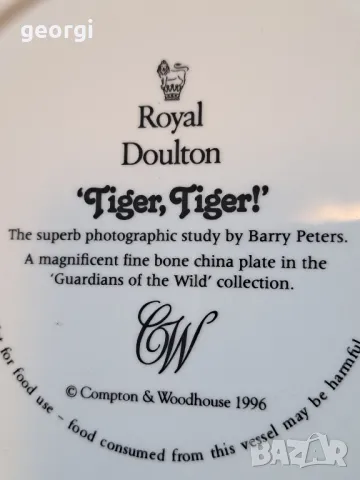 georgi
Royal
Doulton
'Tiger, Tiger!'
The superb photographic study by Barry Peters.
A magnificent fine bone china plate in the
'Guardians of the Wild' collection.
CW
© Compton & Woodhouse 1996
for food use – food consumed from this vessel may be harmful
BAZAR